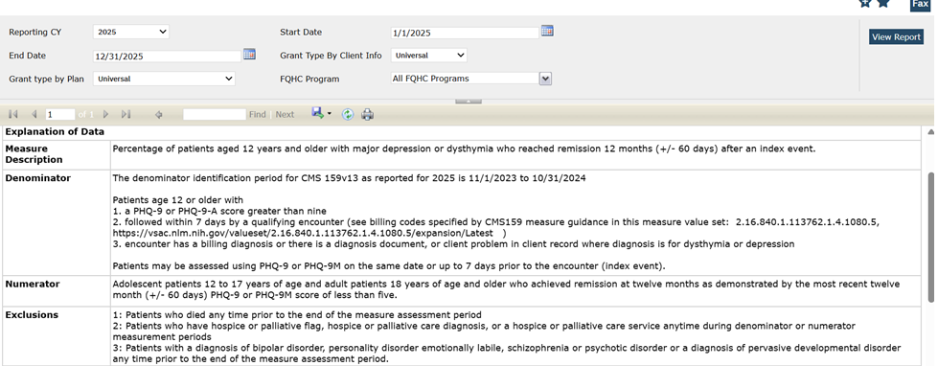 Fax
Reporting CY 2025 Start Date 1/1/2025 View Report
End Date 12/31/2025 Grant Type By Client Info Universal
Grant type by Plan Universal FQHC Program All FQHC Programs
1 of 1 Find | Next
Explanation of Data
Measure Description
Percentage of patients aged 12 years and older with major depression or dysthymia who reached remission 12 months (+/- 60 days) after an index event.
Denominator
The denominator identification period for CMS 159v13 as reported for 2025 is 11/1/2023 to 10/31/2024
Patients age 12 or older with
1. a PHQ-9 or PHQ-9-A score greater than nine
2. followed within 7 days by a qualifying encounter (see billing codes specified by CMS159 measure guidance in this measure value set: 2.16.840.1.113762.1.4.1080.5,
https://vsac.nlm.nih.gov/valueset/2.16.840.1.113762.1.4.1080.5/expansion/Latest )
3. encounter has a billing diagnosis or there is a diagnosis document, or client problem in client record where diagnosis is for dysthymia or depression
Patients may be assessed using PHQ-9 or PHQ-9M on the same date or up to 7 days prior to the encounter (index event).
Numerator
Adolescent patients 12 to 17 years of age and adult patients 18 years of age and older who achieved remission at twelve months as demonstrated by the most recent twelve
month (+/- 60 days) PHQ-9 or PHQ-9M score of less than five.
Exclusions
1: Patients who died any time prior to the end of the measure assessment period
2: Patients who have hospice or palliative flag, hospice or palliative care diagnosis, or a hospice or palliative care service anytime during denominator or numerator
measurement periods
3: Patients with a diagnosis of bipolar disorder, personality disorder emotionally labile, schizophrenia or psychotic disorder or a diagnosis of pervasive developmental disorder
any time prior to the end of the measure assessment period.